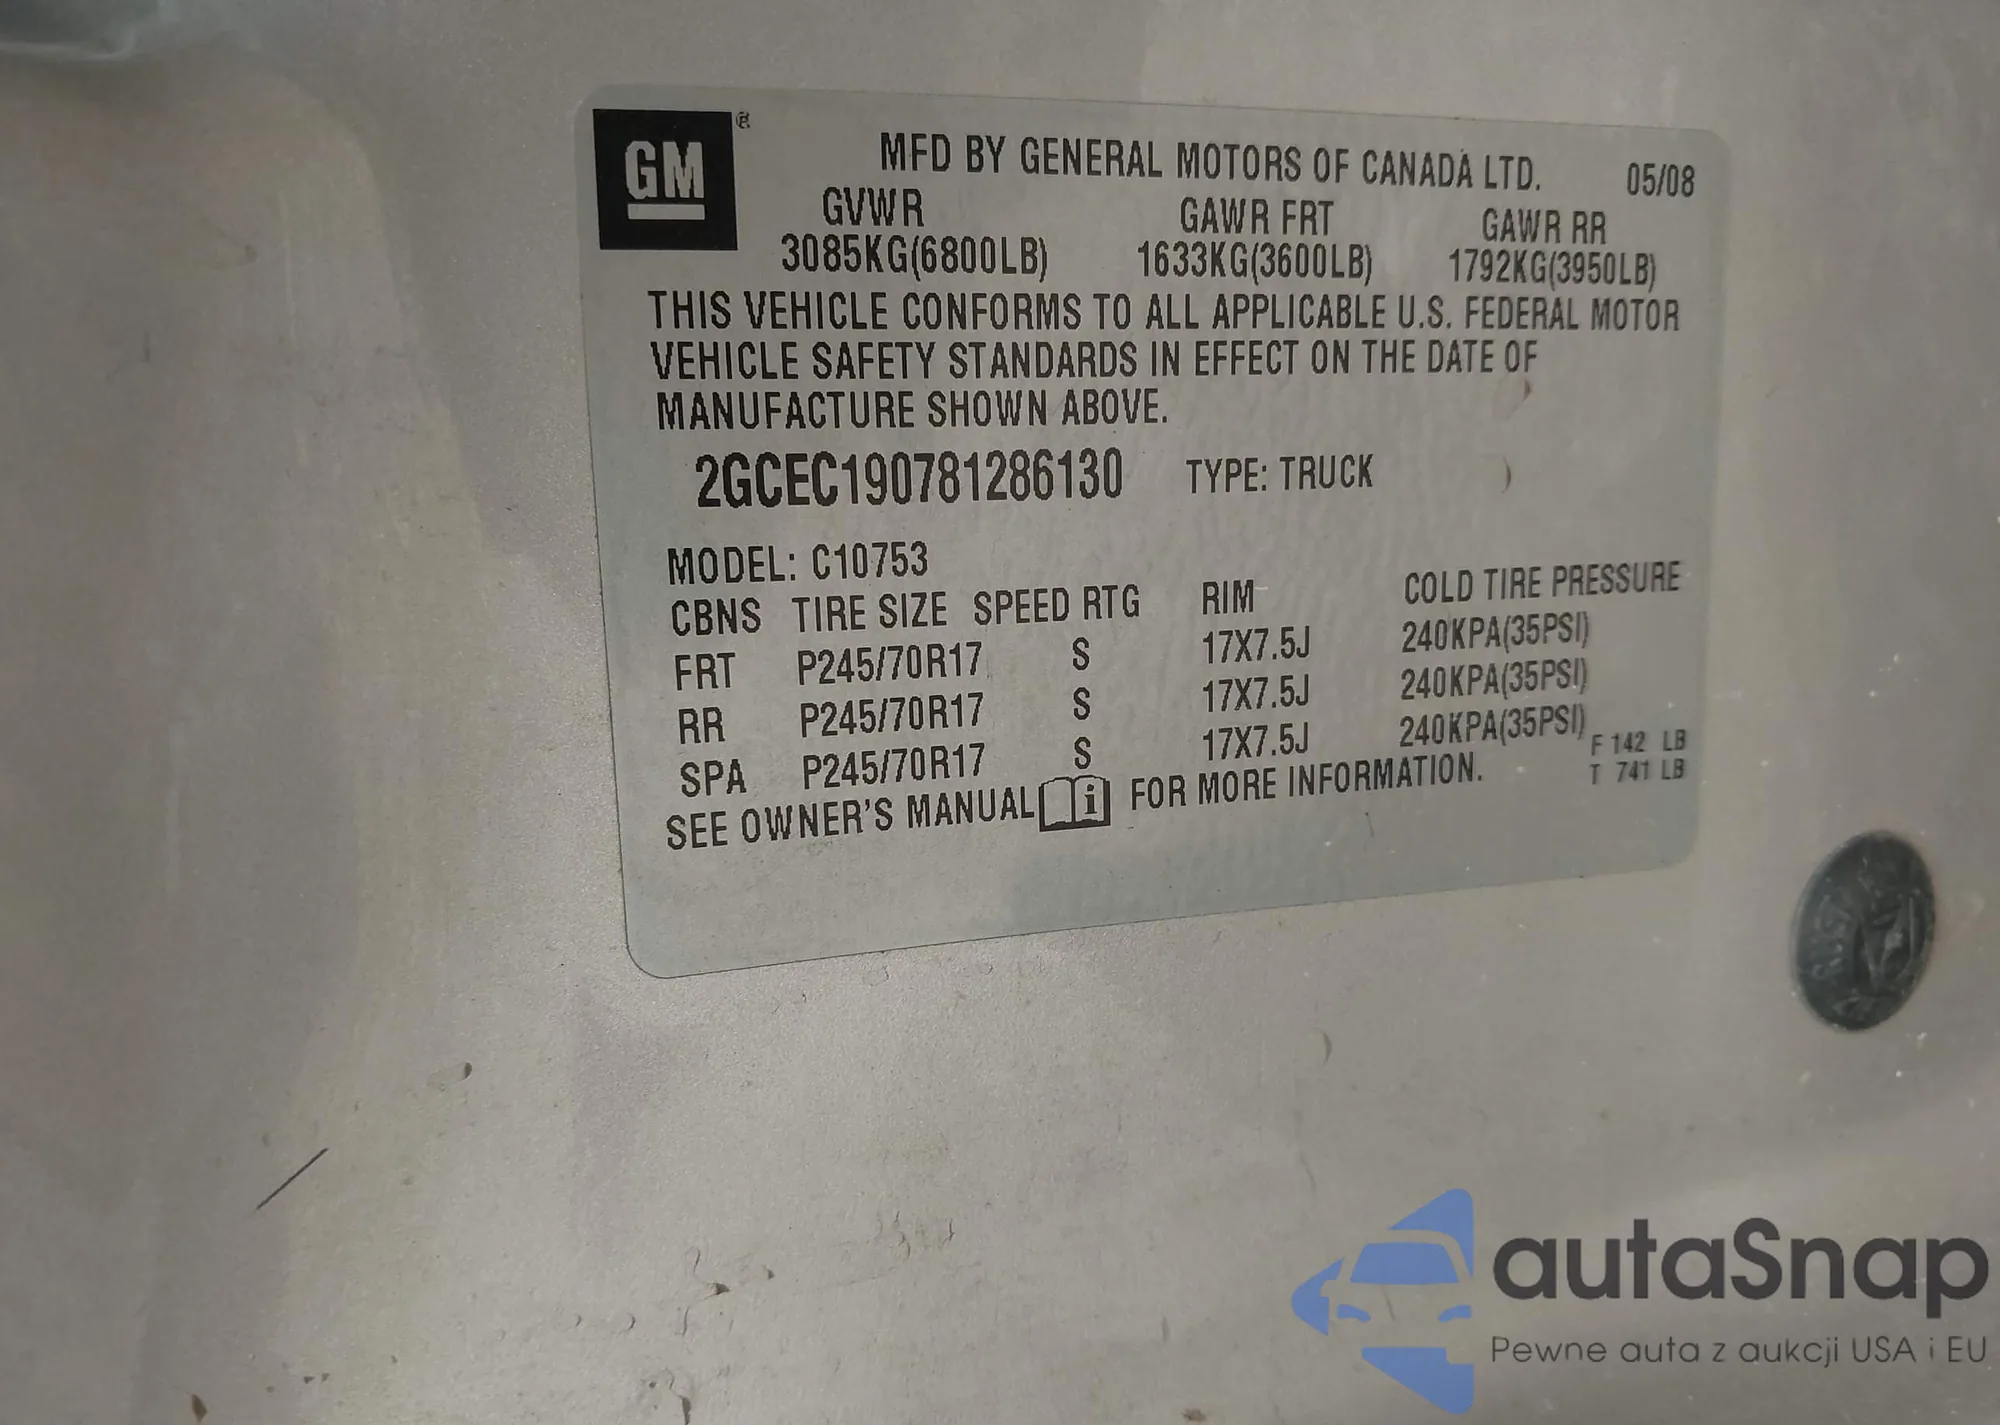 GM ®
MFD BY GENERAL MOTORS OF CANADA LTD. 05/08
GVWR GAWR FRT GAWR RR
3085KG(6800LB) 1633KG(3600LB) 1792KG(3950LB)
THIS VEHICLE CONFORMS TO ALL APPLICABLE U.S. FEDERAL MOTOR
VEHICLE SAFETY STANDARDS IN EFFECT ON THE DATE OF
MANUFACTURE SHOWN ABOVE.
2GCEC190781286130 TYPE: TRUCK
MODEL: C10753
CBNS TIRE SIZE SPEED RTG RIM COLD TIRE PRESSURE
FRT P245/70R17 S 17X7.5J 240KPA(35PSI)
RR P245/70R17 S 17X7.5J 240KPA(35PSI)
SPA P245/70R17 S 17X7.5J 240KPA(35PSI)
F 142 LB
T 741 LB
SEE OWNER'S MANUAL i FOR MORE INFORMATION.
autaSnap
Pewne auta z aukcji USA i EU